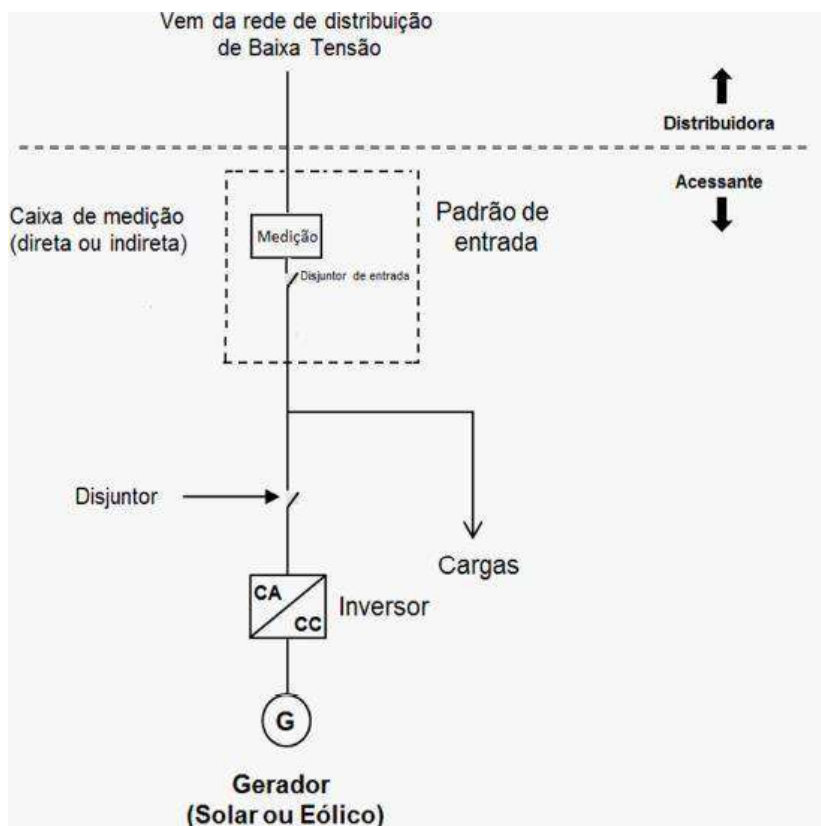 Vem da rede de distribuição
de Baixa Tensão
Distribuidora
Acessante
Caixa de medição
(direta ou indireta)
Medição
Disjuntor de entrada
Padrão de
entrada
Disjuntor
Cargas
CA
CC
Inversor
G
Gerador
(Solar ou Eólico)